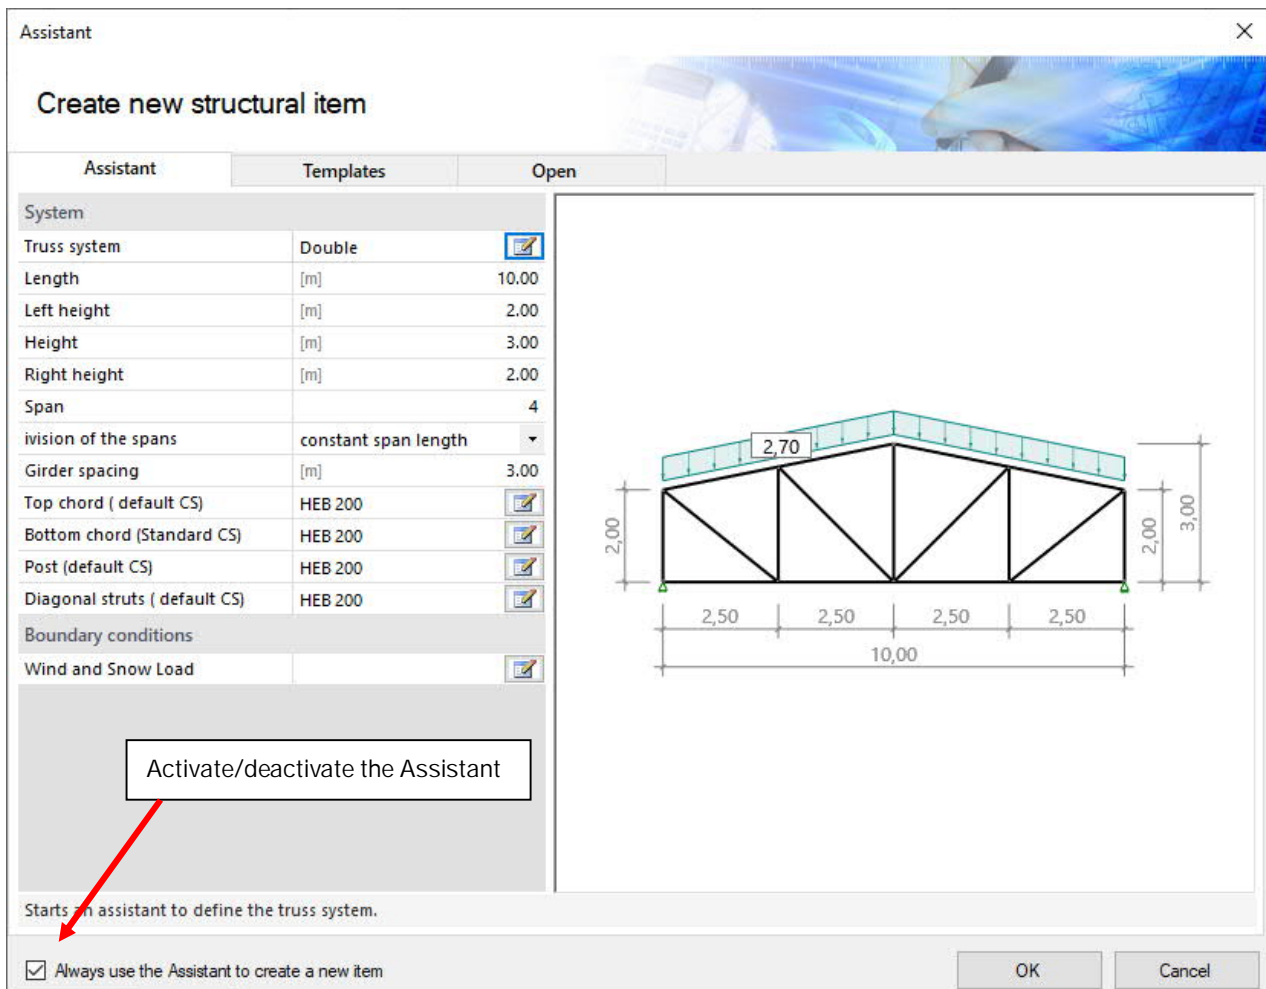 Assistant
Create new structural item
Assistant Templates Open
System
Truss system Double
Length [m] 10.00
Left height [m] 2.00
Height [m] 3.00
Right height [m] 2.00
Span 4
ivision of the spans constant span length
Girder spacing [m] 3.00
Top chord ( default CS) HEB 200
Bottom chord (Standard CS) HEB 200
Post (default CS) HEB 200
Diagonal struts ( default CS) HEB 200
Boundary conditions
Wind and Snow Load
Activate/deactivate the Assistant
2,70
2,00
2,00
3,00
2,50 2,50 2,50 2,50
10,00
Starts an assistant to define the truss system.
Always use the Assistant to create a new item
OK Cancel